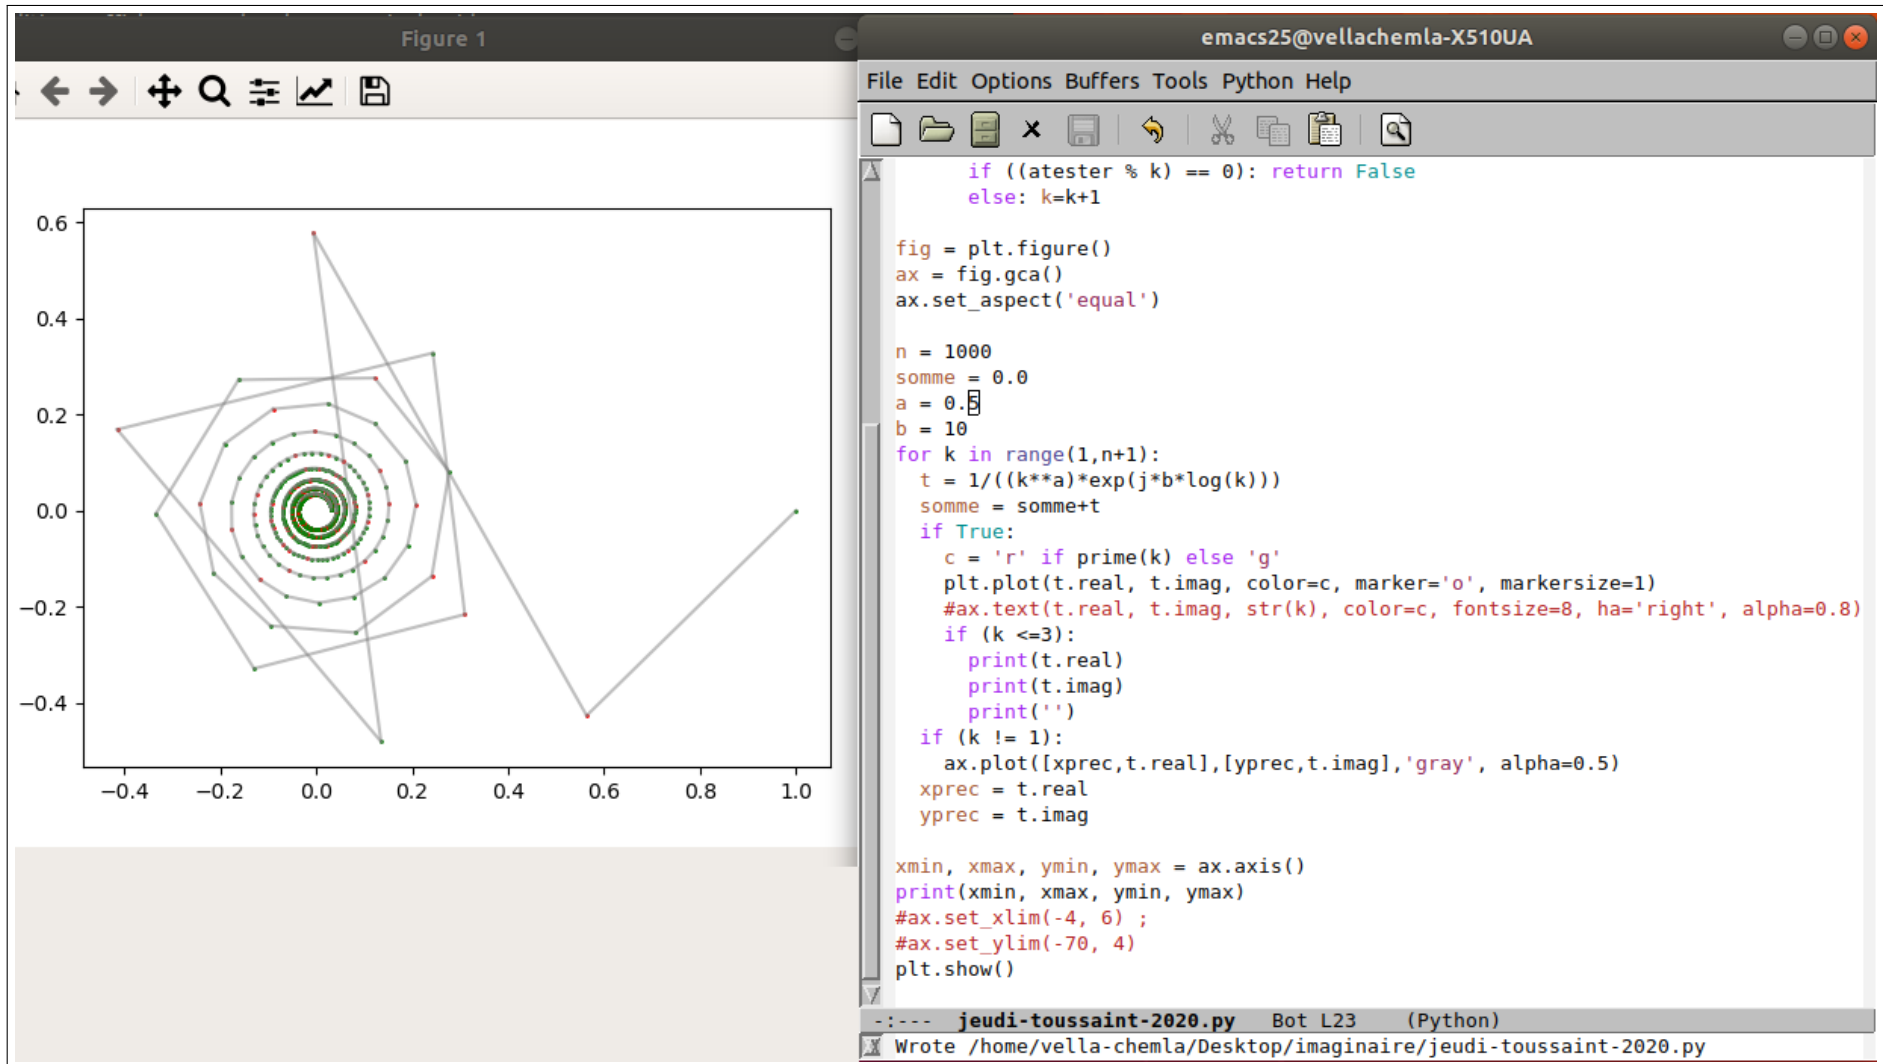 Figure 1
emacs25@vellachemla-X510UA
File Edit Options Buffers Tools Python Help
0.6
0.4
0.2
0.0
−0.2
−0.4
−0.4 −0.2 0.0 0.2 0.4 0.6 0.8 1.0
if ((atester % k) == 0): return False
else: k=k+1
fig = plt.figure()
ax = fig.gca()
ax.set_aspect('equal')
n = 1000
somme = 0.0
a = 0.5
b = 10
for k in range(1,n+1):
t = 1/((k**a)*exp(j*b*log(k)))
somme = somme+t
if True:
c = 'r' if prime(k) else 'g'
plt.plot(t.real, t.imag, color=c, marker='o', markersize=1)
#ax.text(t.real, t.imag, str(k), color=c, fontsize=8, ha='right', alpha=0.8)
if (k <=3):
print(t.real)
print(t.imag)
print('')
if (k != 1):
ax.plot([xprec,t.real],[yprec,t.imag],'gray', alpha=0.5)
xprec = t.real
yprec = t.imag
xmin, xmax, ymin, ymax = ax.axis()
print(xmin, xmax, ymin, ymax)
#ax.set_xlim(-4, 6) ;
#ax.set_ylim(-70, 4)
plt.show()
-:--- jeudi-toussaint-2020.py Bot L23 (Python)
Wrote /home/vella-chemla/Desktop/imaginaire/jeudi-toussaint-2020.py